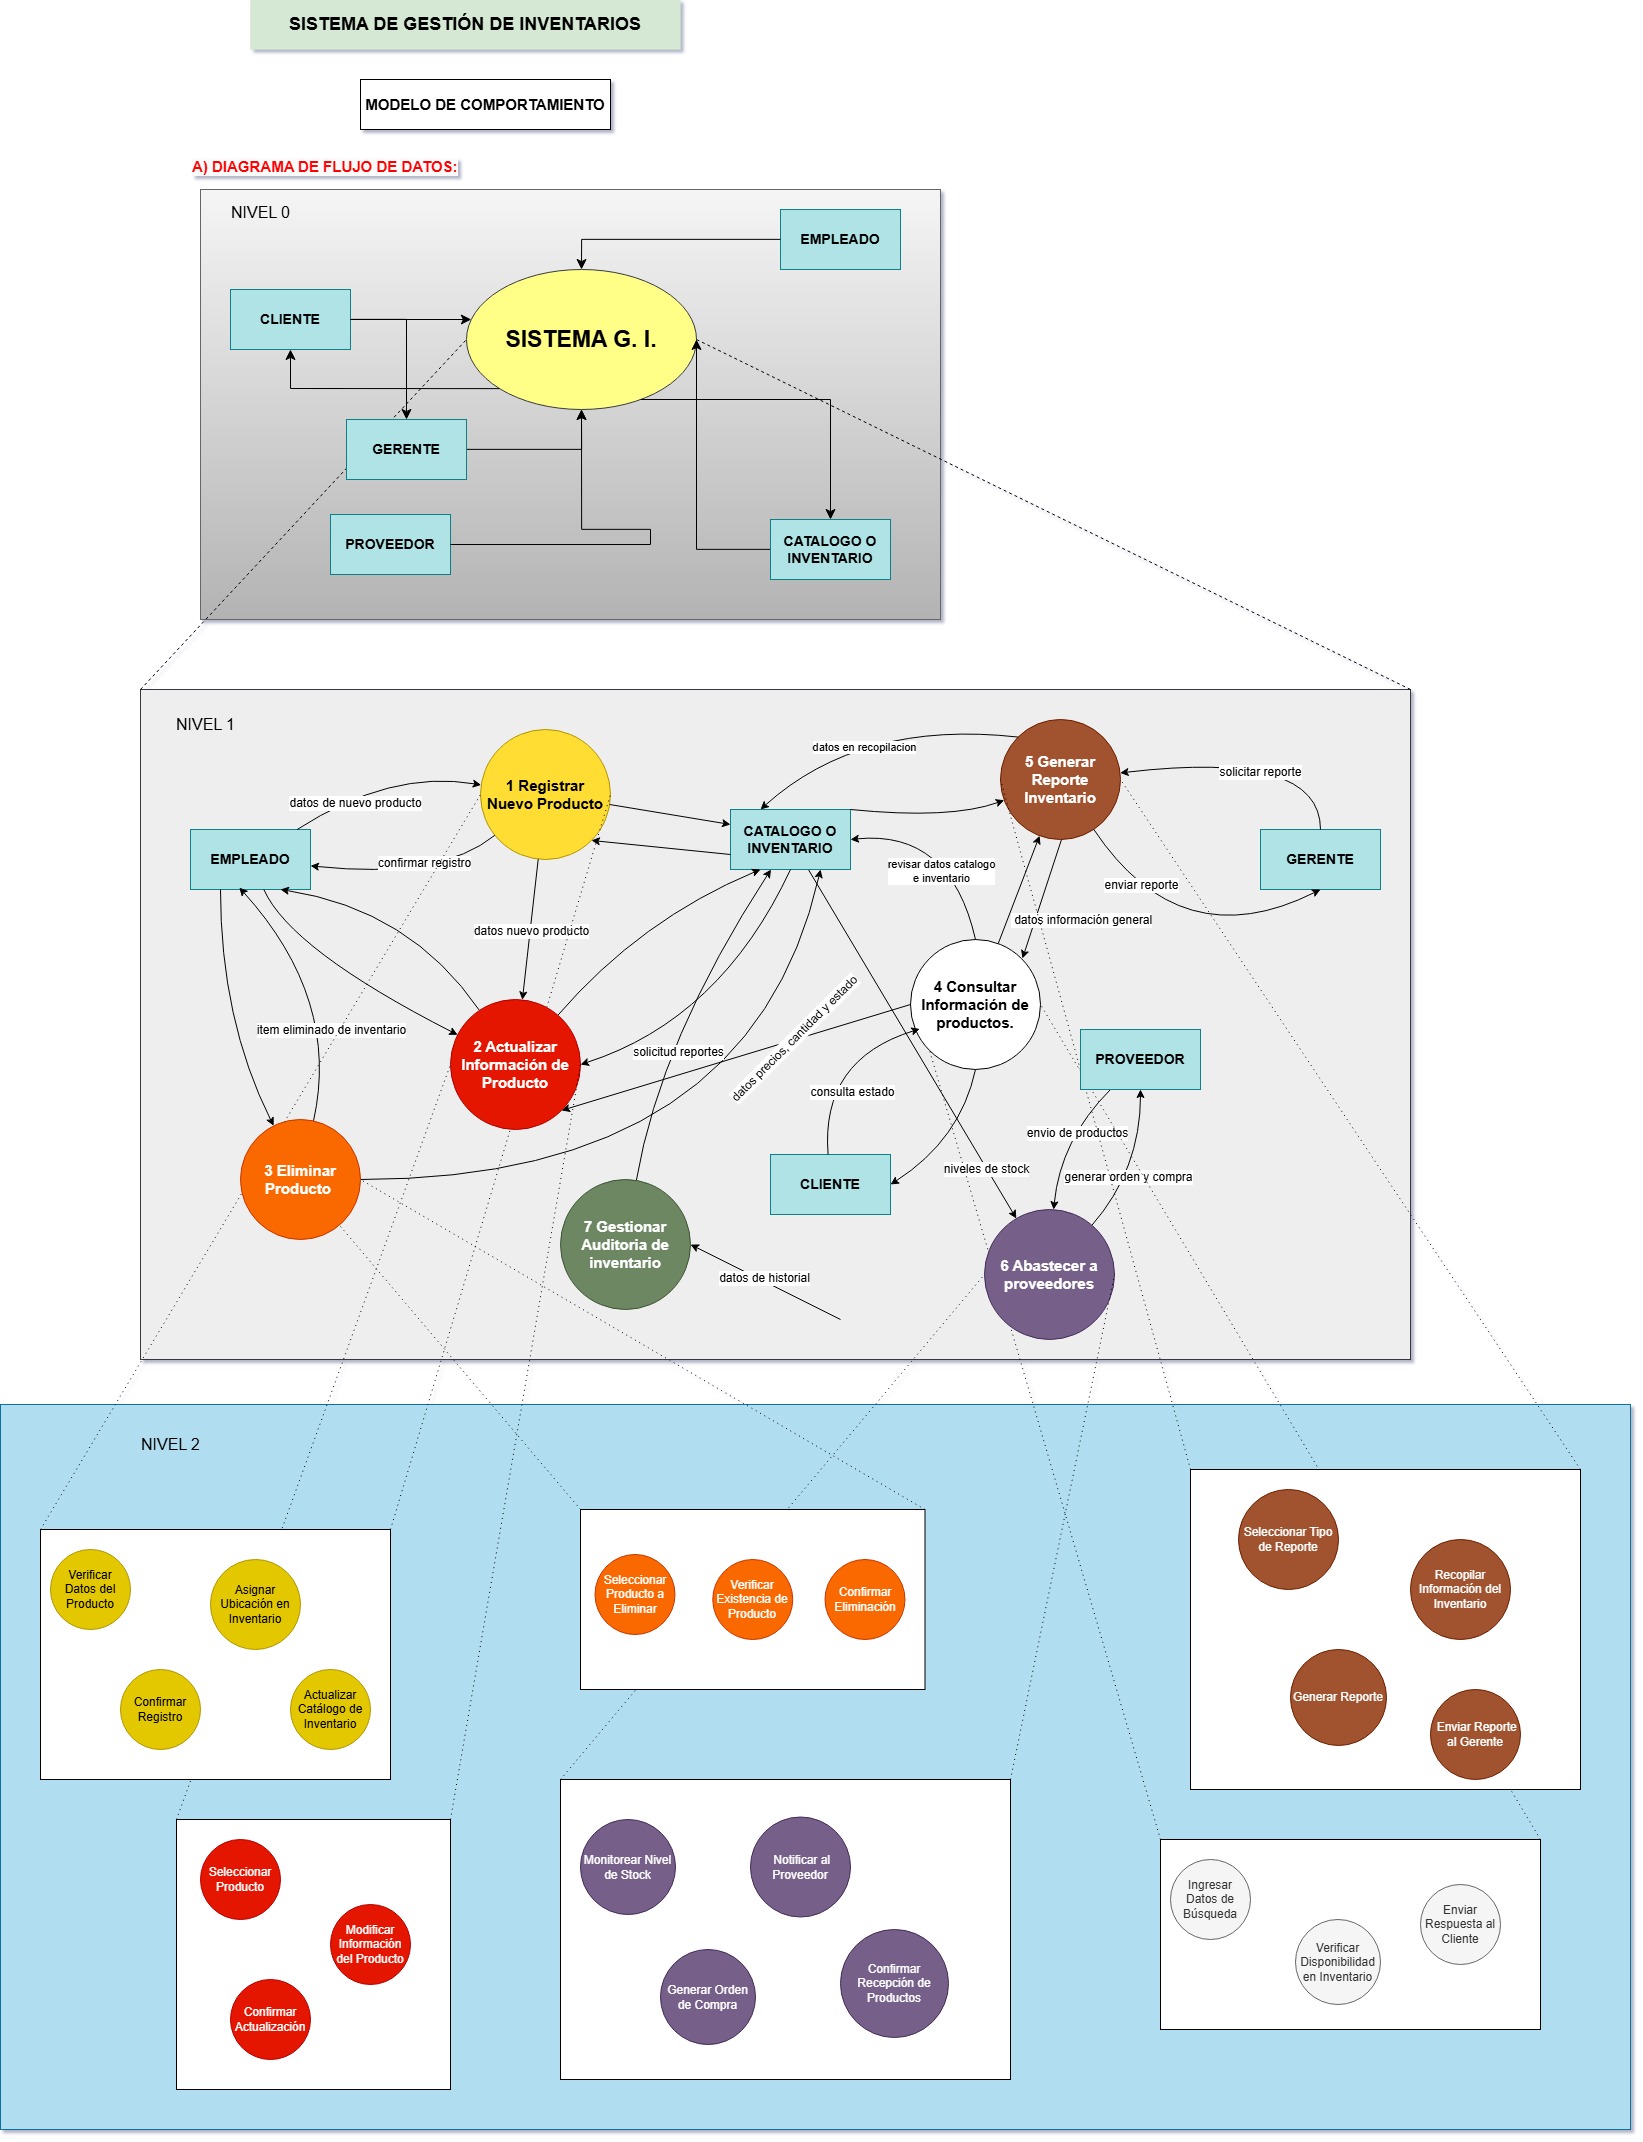 SISTEMA DE GESTIÓN DE INVENTARIOS
MODELO DE COMPORTAMIENTO
A) DIAGRAMA DE FLUJO DE DATOS:
NIVEL 0
EMPLEADO
CLIENTE
SISTEMA G. I.
GERENTE
PROVEEDOR
CATALOGO O
INVENTARIO
NIVEL 1
1 Registrar
Nuevo Producto
datos en recopilacion
5 Generar
Reporte
Inventario
solicitar reporte
datos de nuevo producto
CATALOGO O
INVENTARIO
EMPLEADO
confirmar registro
GERENTE
revisar datos catalogo
e inventario
enviar reporte
datos nuevo producto
datos información general
4 Consultar
Información de
productos.
item eliminado de inventario
2 Actualizar
Información de
Producto
solicitud reportes
datos precios, cantidad y estado
PROVEEDOR
consulta estado
envio de productos
3 Eliminar
Producto
CLIENTE
niveles de stock
generar orden y compra
7 Gestionar
Auditoria de
inventario
datos de historial
6 Abastecer a
proveedores
NIVEL 2
Verificar
Datos del
Producto
Asignar
Ubicación en
Inventario
Confirmar
Registro
Actualizar
Catálogo de
Inventario
Seleccionar
Producto a
Eliminar
Verificar
Existencia de
Producto
Confirmar
Eliminación
Seleccionar Tipo
de Reporte
Recopilar
Información del
Inventario
Generar Reporte
Enviar Reporte
al Gerente
Seleccionar
Producto
Modificar
Información
del Producto
Confirmar
Actualización
Monitorear Nivel
de Stock
Notificar al
Proveedor
Generar Orden
de Compra
Confirmar
Recepción de
Productos
Ingresar
Datos de
Búsqueda
Verificar
Disponibilidad
en Inventario
Enviar
Respuesta al
Cliente